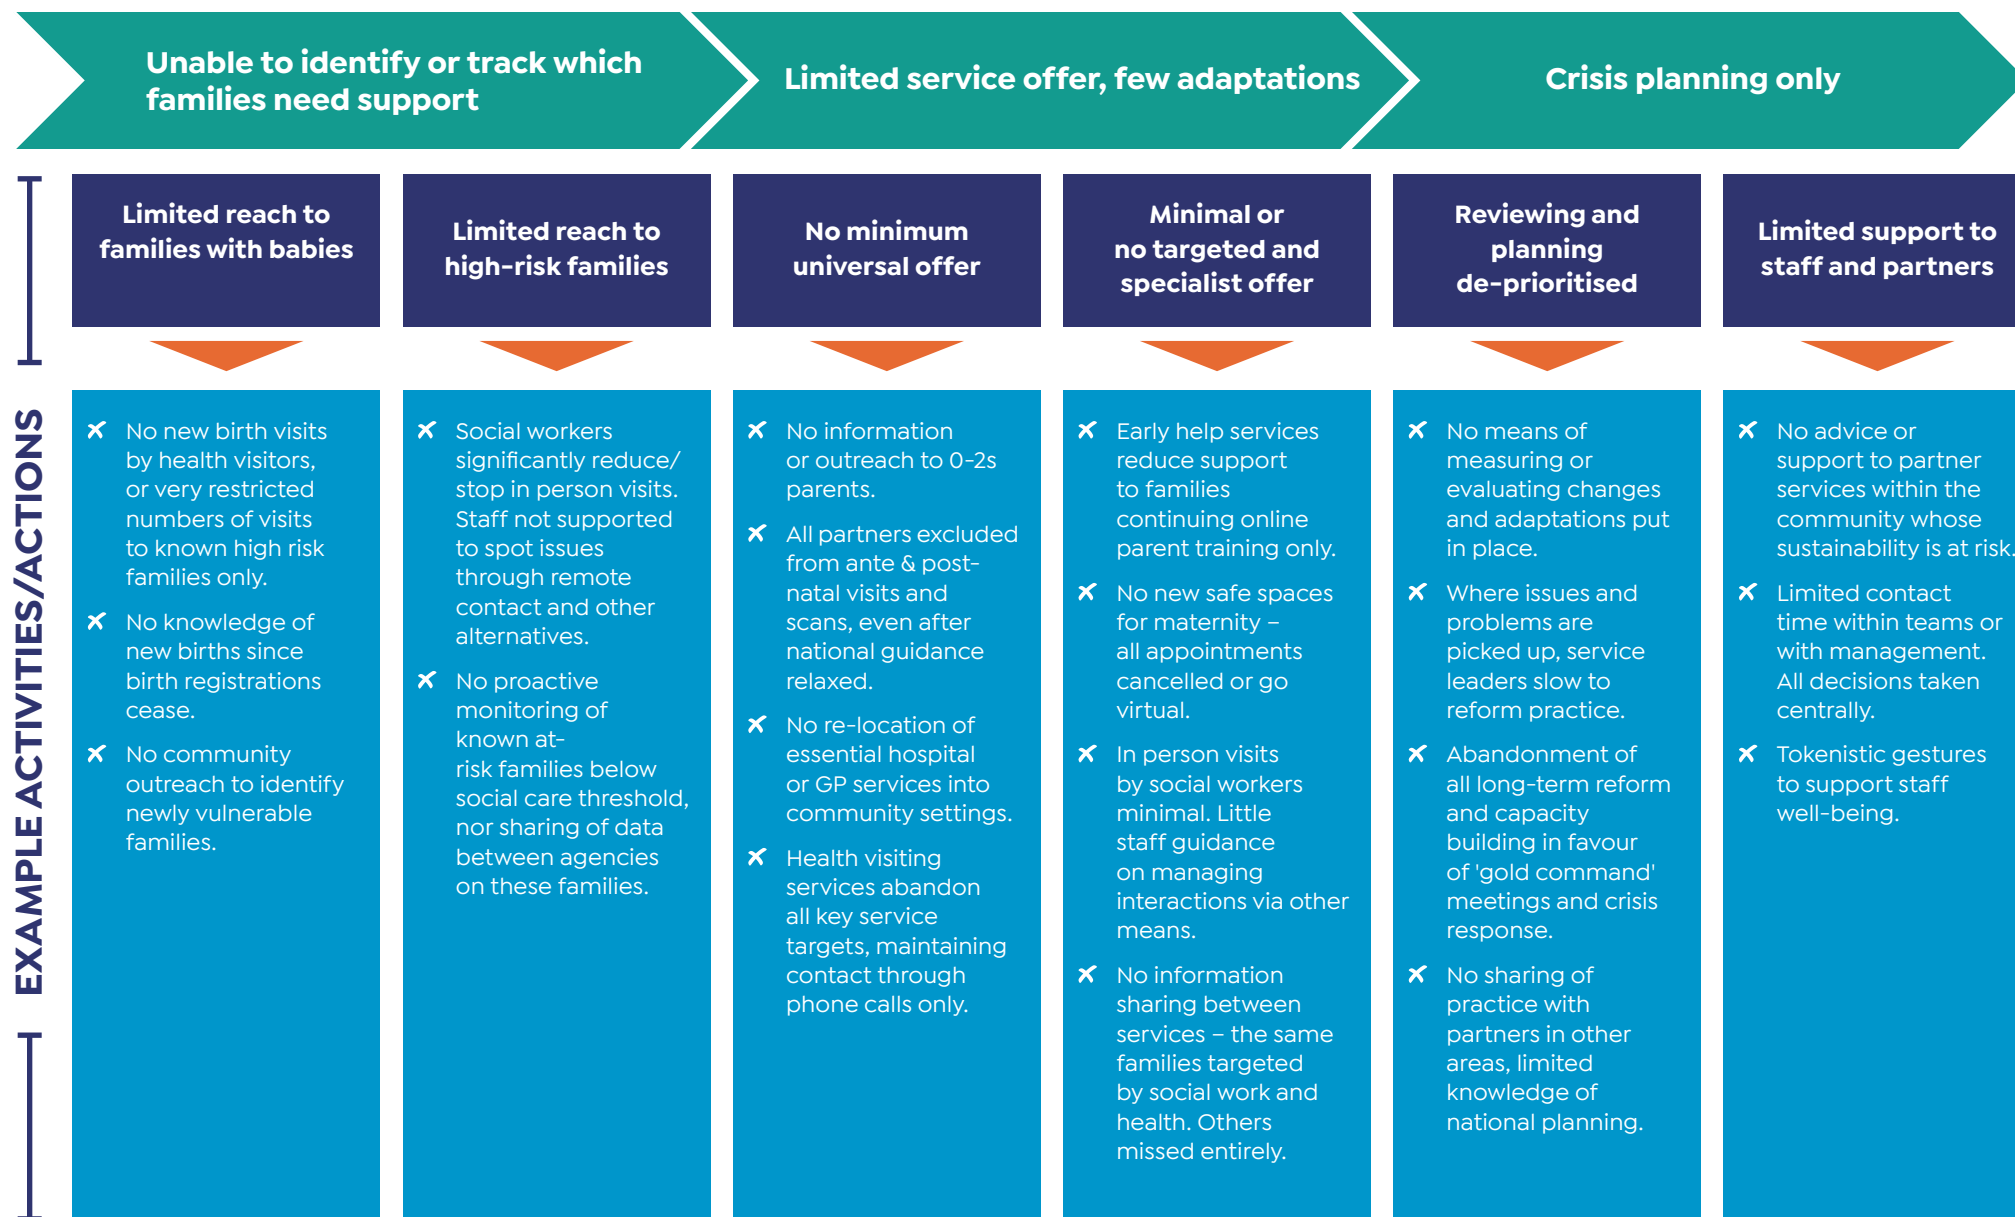 Unable to identify or track which
families need support
Limited service offer, few adaptations
Crisis planning only
EXAMPLE ACTIVITIES/ACTIONS
Limited reach to
families with babies
Limited reach to
high-risk families
No minimum
universal offer
Minimal or
no targeted and
specialist offer
Reviewing and
planning
de-prioritised
Limited support to
staff and partners
No new birth visits
by health visitors,
or very restricted
numbers of visits
to known high risk
families only.
No knowledge of
new births since
birth registrations
cease.
No community
outreach to identify
newly vulnerable
families.
Social workers
significantly reduce/
stop in person visits.
Staff not supported
to spot issues
through remote
contact and other
alternatives.
No proactive
monitoring of
known at-
risk families below
social care threshold,
nor sharing of data
between agencies
on these families.
No information
or outreach to 0-2s
parents.
All partners excluded
from ante & post-
natal visits and
scans, even after
national guidance
relaxed.
No re-location of
essential hospital
or GP services into
community settings.
Health visiting
services abandon
all key service
targets, maintaining
contact through
phone calls only.
Early help services
reduce support
to families
continuing online
parent training only.
No new safe spaces
for maternity –
all appointments
cancelled or go
virtual.
In person visits
by social workers
minimal. Little
staff guidance
on managing
interactions via other
means.
No information
sharing between
services – the same
families targeted
by social work and
health. Others
missed entirely.
No means of
measuring or
evaluating changes
and adaptations put
in place.
Where issues and
problems are
picked up, service
leaders slow to
reform practice.
Abandonment of
all long-term reform
and capacity
building in favour
of 'gold command'
meetings and crisis
response.
No sharing of
practice with
partners in other
areas, limited
knowledge of
national planning.
No advice or
support to partner
services within the
community whose
sustainability is at risk.
Limited contact
time within teams or
with management.
All decisions taken
centrally.
Tokenistic gestures
to support staff
well-being.